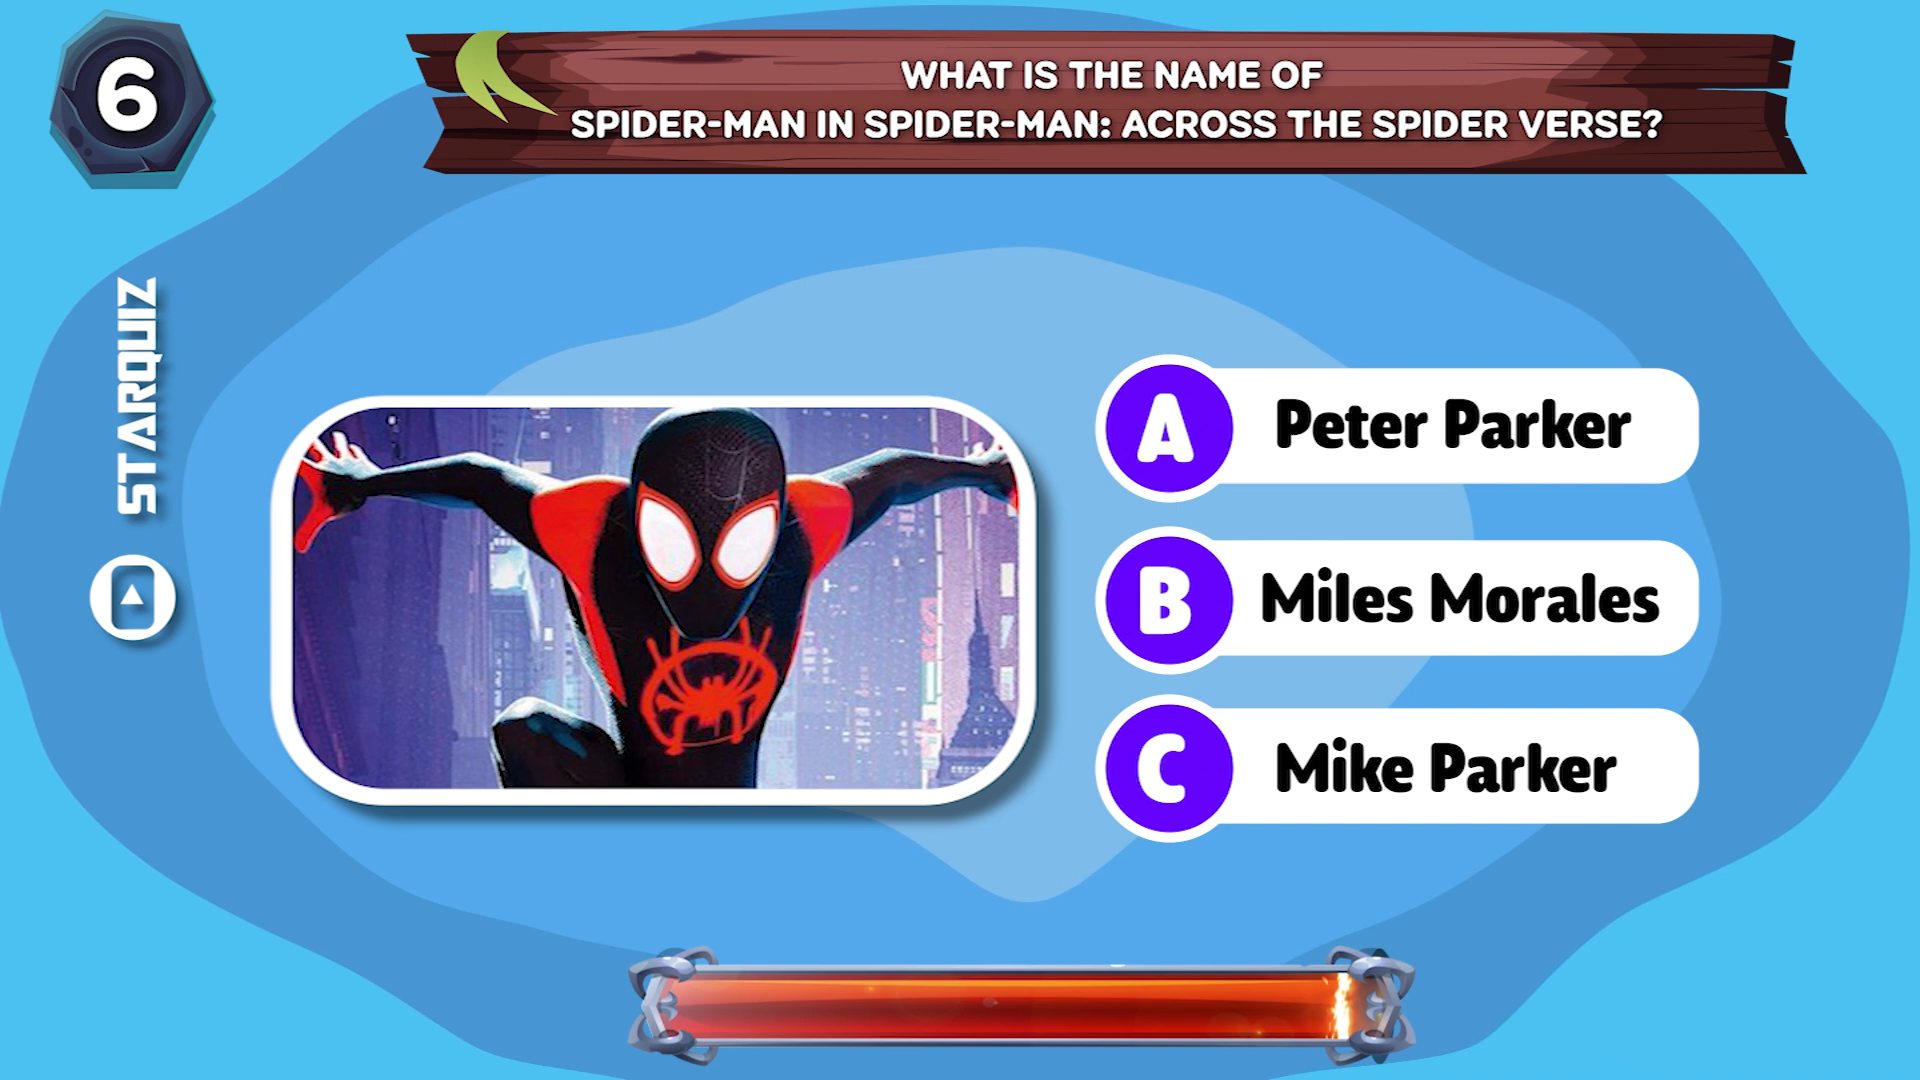 6
WHAT IS THE NAME OF
SPIDER-MAN IN SPIDER-MAN: ACROSS THE SPIDER VERSE?
STARQUIZ
A Peter Parker
B Miles Morales
C Mike Parker